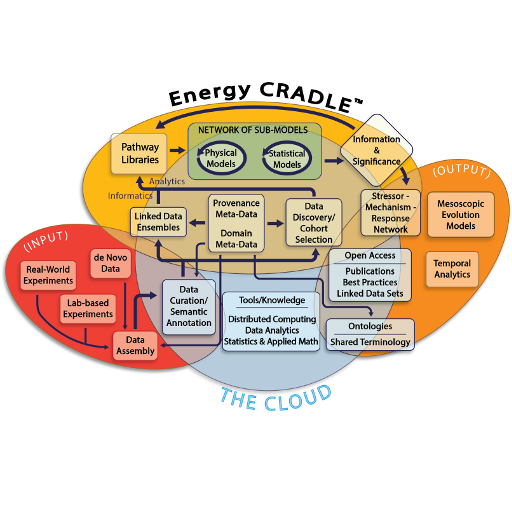 Energy CRADLE™
NETWORK OF SUB-MODELS
Physical
Models
Statistical
Models
Information
&
Significance
Pathway
Libraries
Analytics
Informatics
Linked Data
Ensembles
Provenance
Meta-Data
Domain
Meta-Data
Data
Discovery/
Cohort
Selection
Stressor -
Mechanism -
Response
Network
(OUTPUT)
Mesoscopic
Evolution
Models
Temporal
Analytics
(INPUT)
Real-World
Experiments
de Novo
Data
Lab-based
Experiments
Data
Assembly
Data
Curation/
Semantic
Annotation
Tools/Knowledge
Distributed Computing
Data Analytics
Statistics & Applied Math
Open Access
Publications
Best Practices
Linked Data Sets
Ontologies
Shared Terminology
THE CLOUD